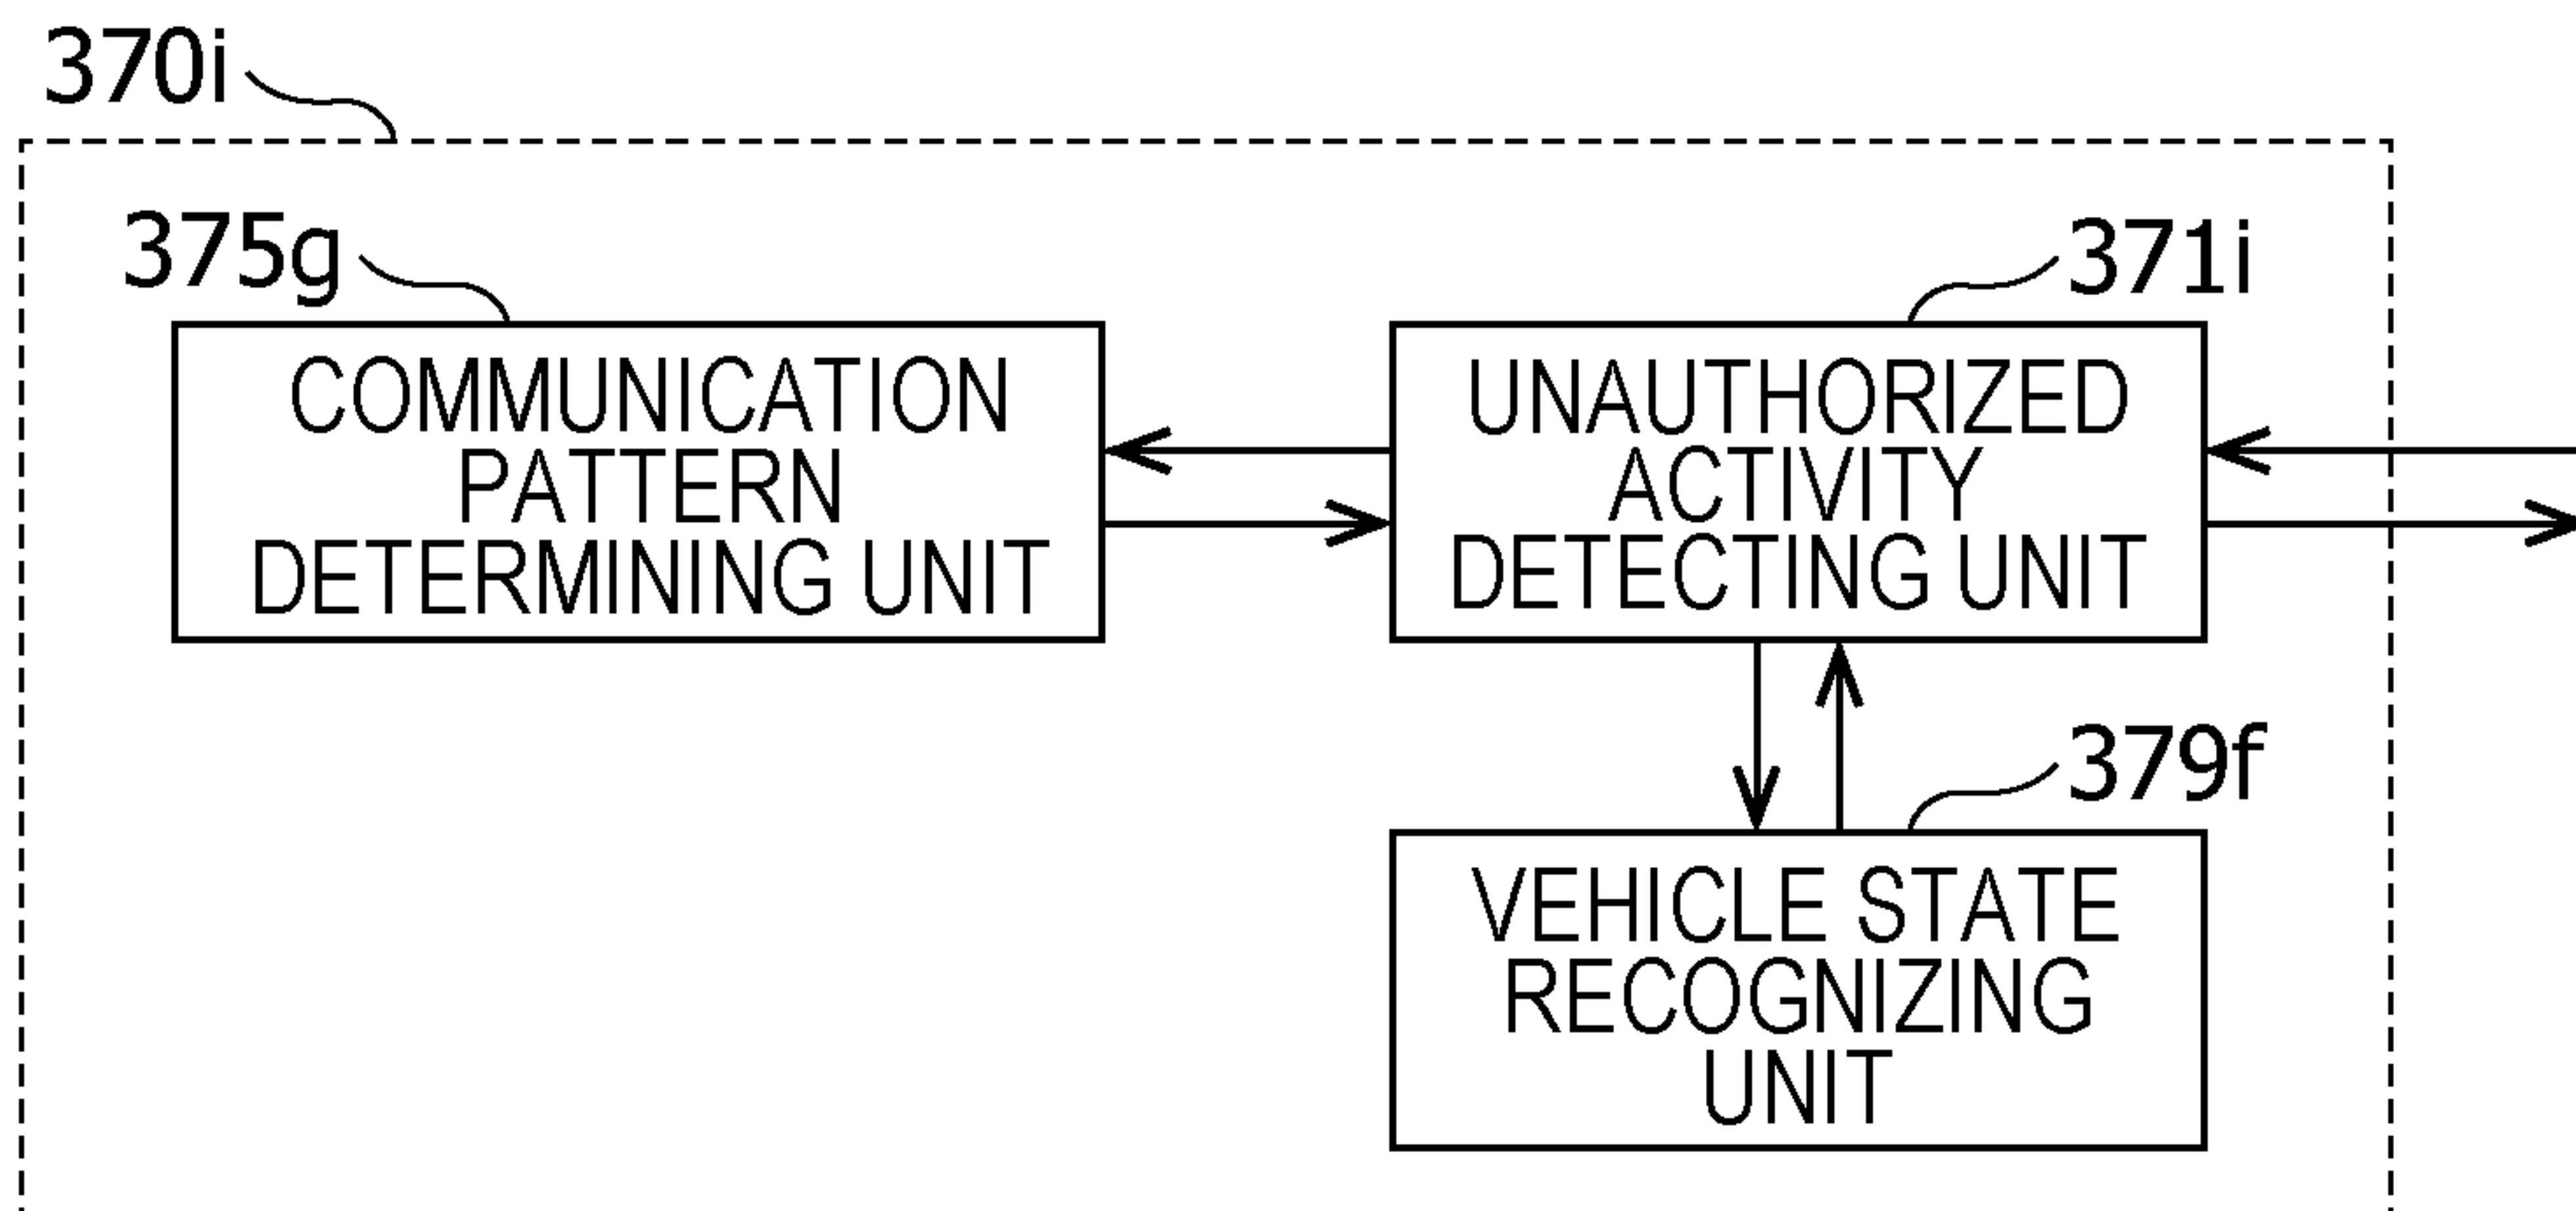 370i
375g
371i
COMMUNICATION
PATTERN
DETERMINING UNIT
UNAUTHORIZED
ACTIVITY
DETECTING UNIT
379f
VEHICLE STATE
RECOGNIZING
UNIT